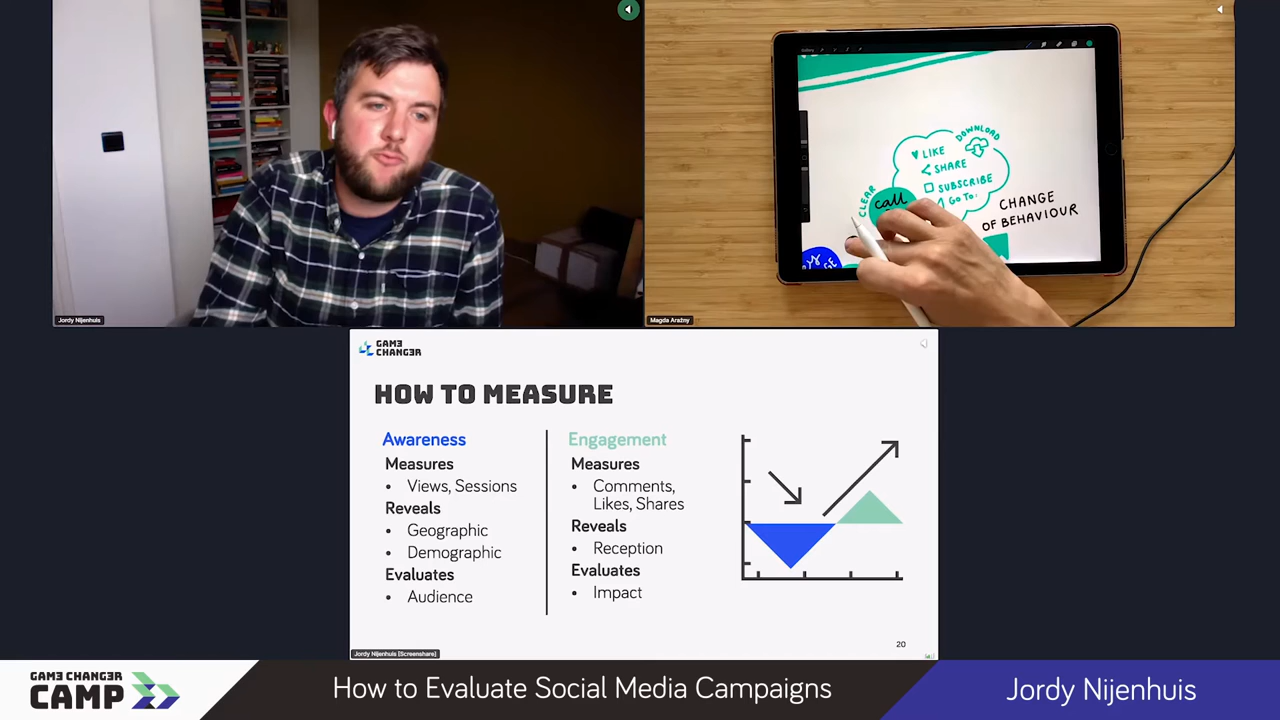 Jordy Nijenhuis
♥ LIKE
DOWNLOAD
SHARE
SUBSCRIBE
GO TO.
CLEAR
call
CHANGE
OF BEHAVIOUR
Magda Arażny
GAM3
CHANG3R
HOW TO MEASURE
Awareness
Measures
• Views, Sessions
Reveals
• Geographic
• Demographic
Evaluates
• Audience
Engagement
Measures
• Comments,
Likes, Shares
Reveals
• Reception
Evaluates
• Impact
20
Jordy Nijenhuis [Screenshare]
GAM3 CHANG3R
CAMP
How to Evaluate Social Media Campaigns
Jordy Nijenhuis